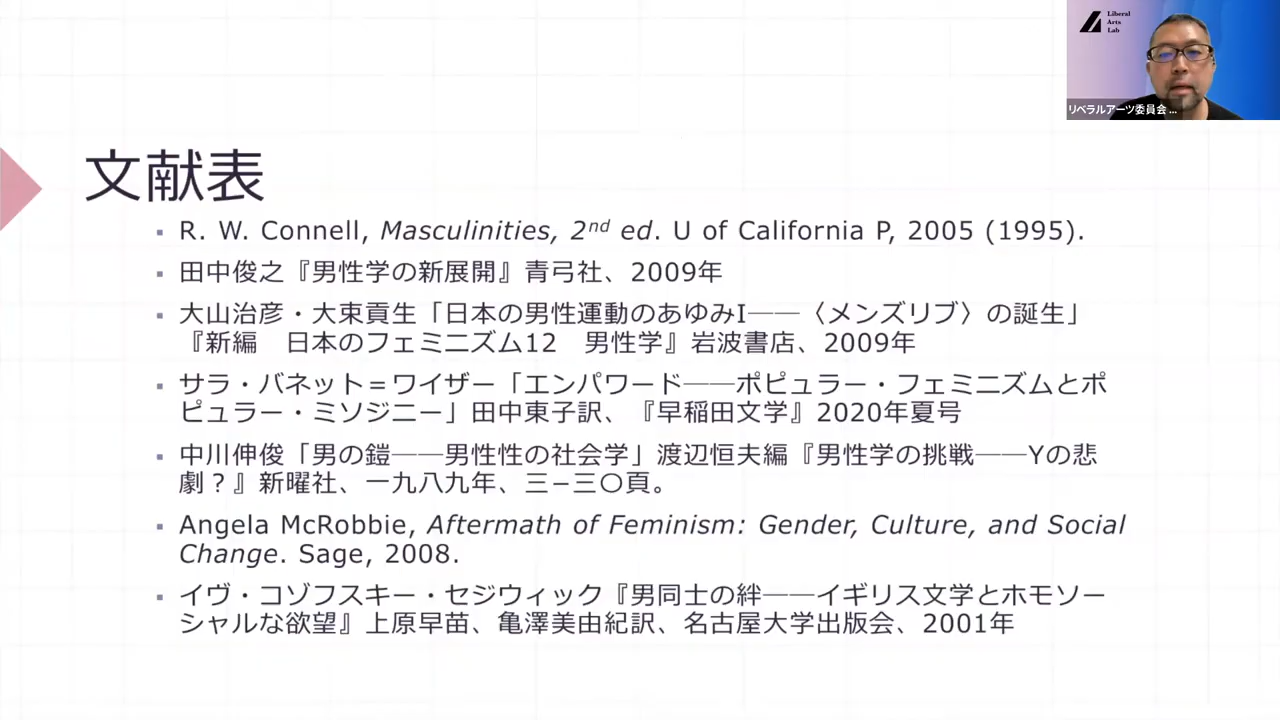 Liberal
Arts
Lab
リベラルアーツ委員会 ...
文献表
R. W. Connell, Masculinities, 2nd ed. U of California P, 2005 (1995).
田中俊之『男性学の新展開』青弓社、2009年
大山治彦・大束貢生「日本の男性運動のあゆみI──〈メンズリブ〉の誕生」
『新編　日本のフェミニズム12　男性学』岩波書店、2009年
サラ・バネット＝ワイザー「エンパワード──ポピュラー・フェミニズムとポ
ピュラー・ミソジニー」田中東子訳、『早稲田文学』2020年夏号
中川伸俊「男の鎧──男性性の社会学」渡辺恒夫編『男性学の挑戦──Yの悲
劇？』新曜社、一九八九年、三−三〇頁。
Angela McRobbie, Aftermath of Feminism: Gender, Culture, and Social
Change. Sage, 2008.
イヴ・コゾフスキー・セジウィック『男同士の絆──イギリス文学とホモソー
シャルな欲望』上原早苗、亀澤美由紀訳、名古屋大学出版会、2001年